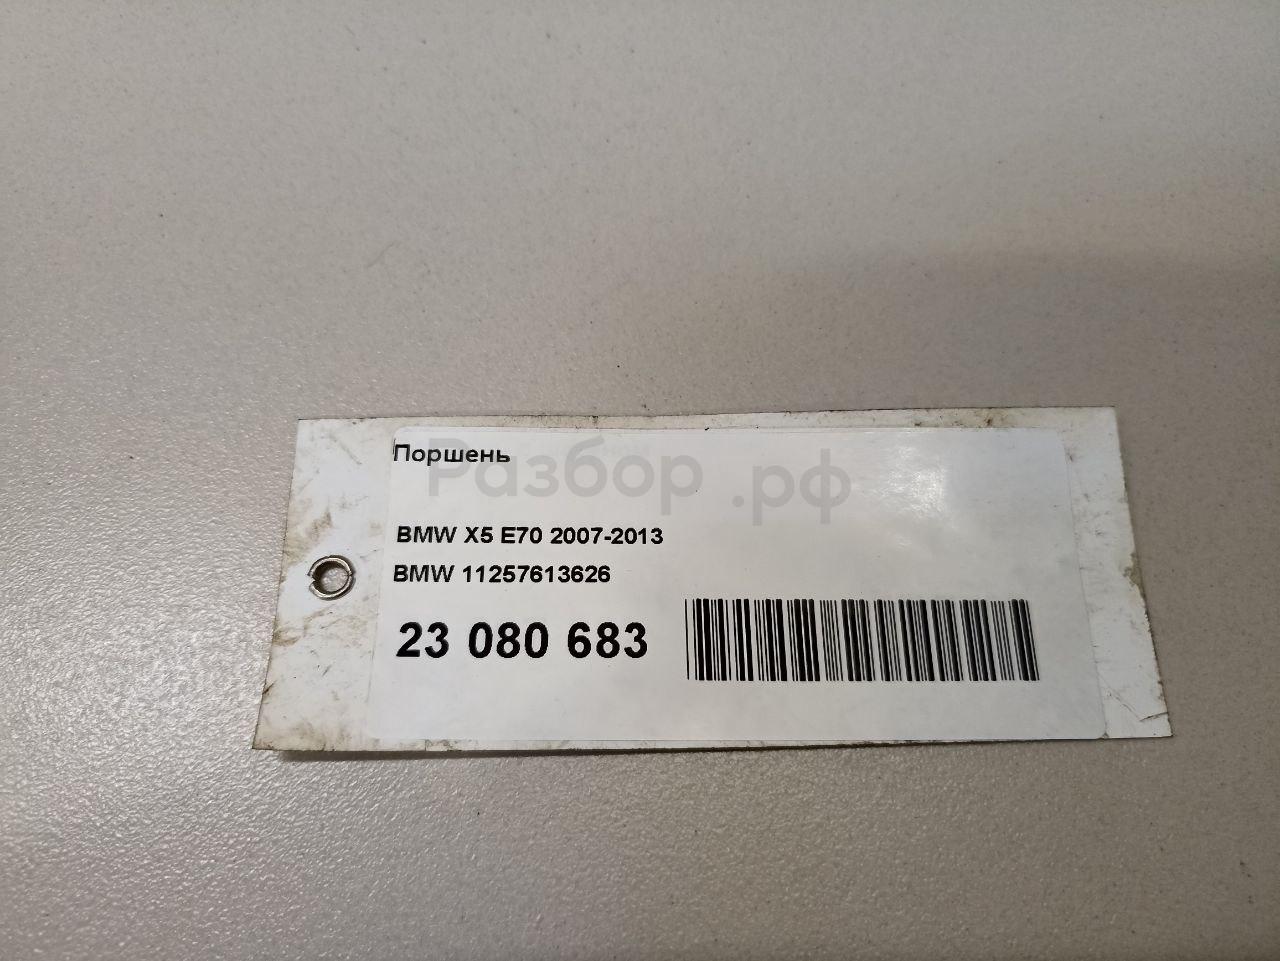 Поршень
Разбор.рф
BMW X5 E70 2007-2013
BMW 11257613626
23 080 683